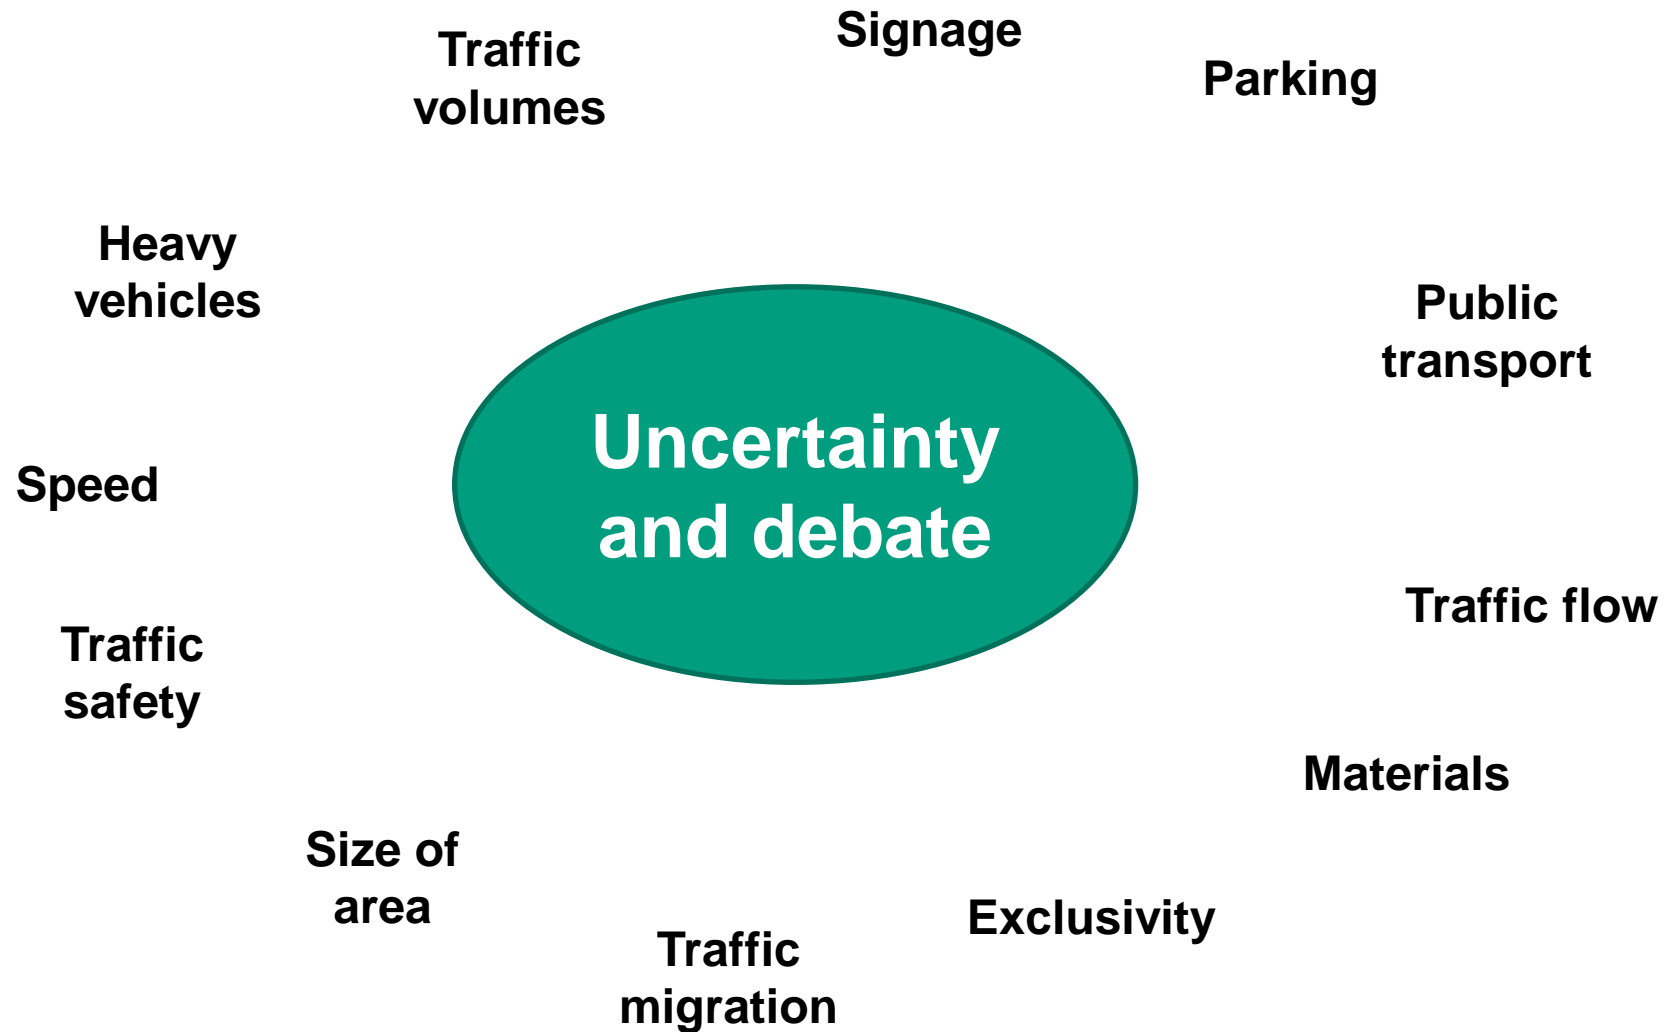 Signage
Traffic
volumes
Parking
Heavy
vehicles
Public
transport
Uncertainty
and debate
Speed
Traffic flow
Traffic
safety
Materials
Size of
area
Exclusivity
Traffic
migration